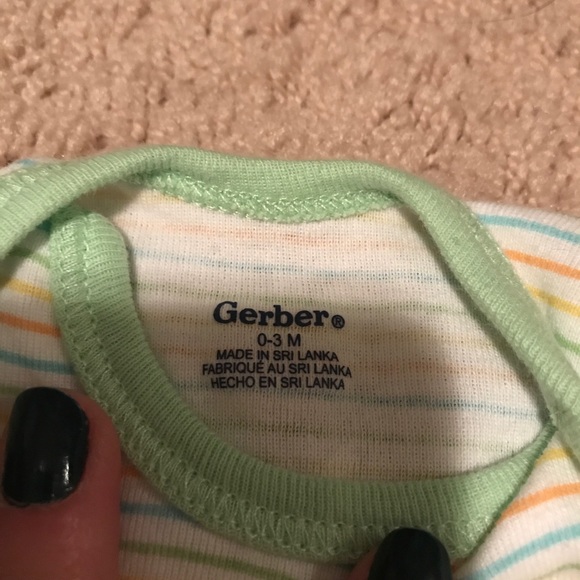 Gerber®
0-3 M
MADE IN SRI LANKA
FABRIQUÉ AU SRI LANKA
HECHO EN SRI LANKA